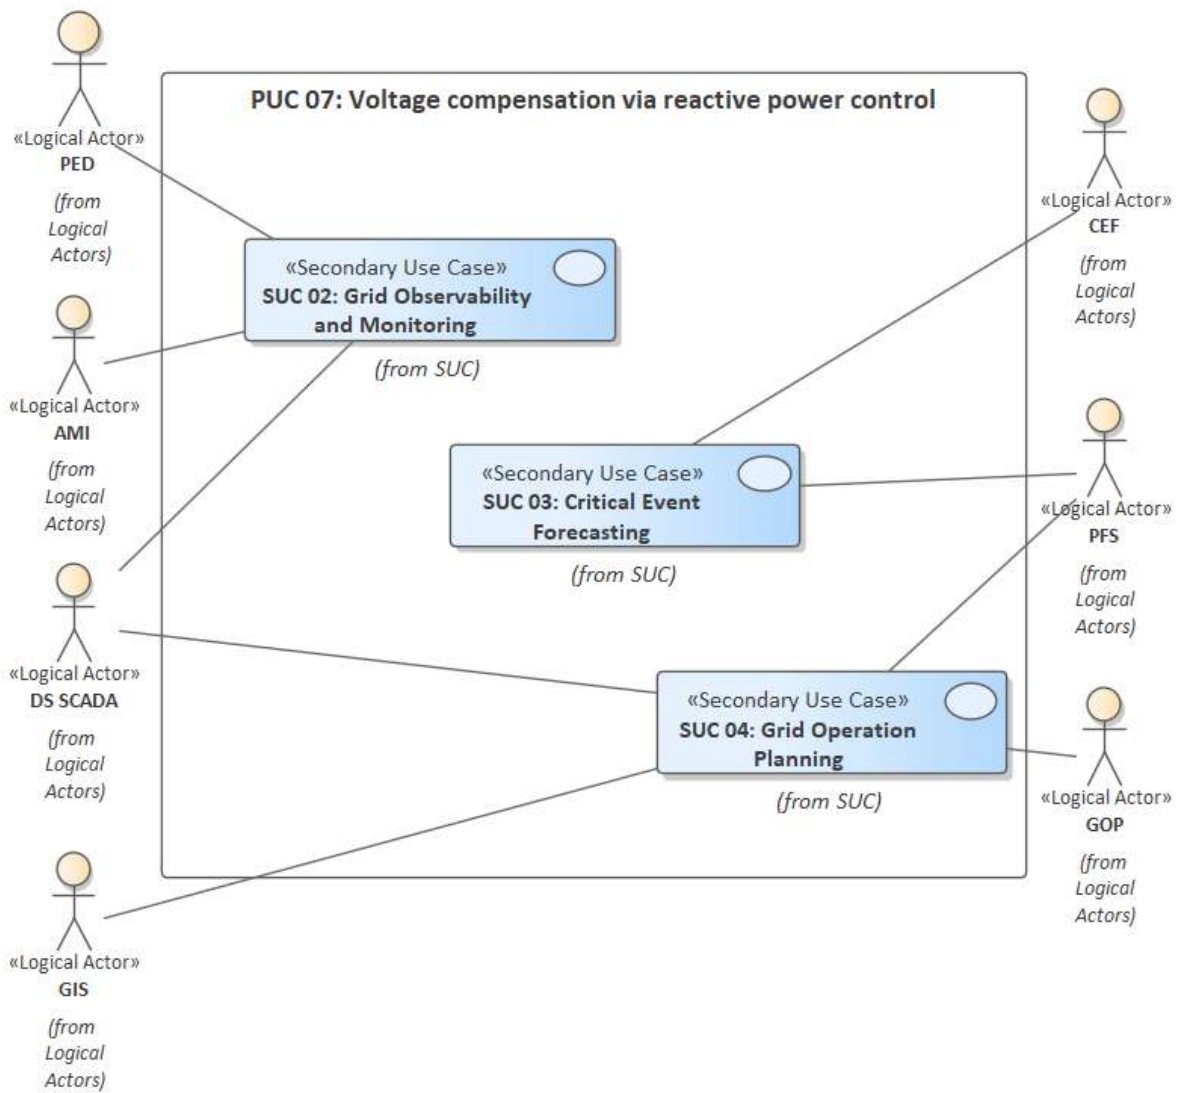 PUC 07: Voltage compensation via reactive power control
«Logical Actor»
PED
(from
Logical
Actors)
«Logical Actor»
CEF
(from
Logical
Actors)
«Secondary Use Case»
SUC 02: Grid Observability
and Monitoring
(from SUC)
«Logical Actor»
AMI
(from
Logical
Actors)
«Secondary Use Case»
SUC 03: Critical Event
Forecasting
(from SUC)
«Logical Actor»
PFS
(from
Logical
Actors)
«Logical Actor»
DS SCADA
(from
Logical
Actors)
«Secondary Use Case»
SUC 04: Grid Operation
Planning
(from SUC)
«Logical Actor»
GOP
(from
Logical
Actors)
«Logical Actor»
GIS
(from
Logical
Actors)